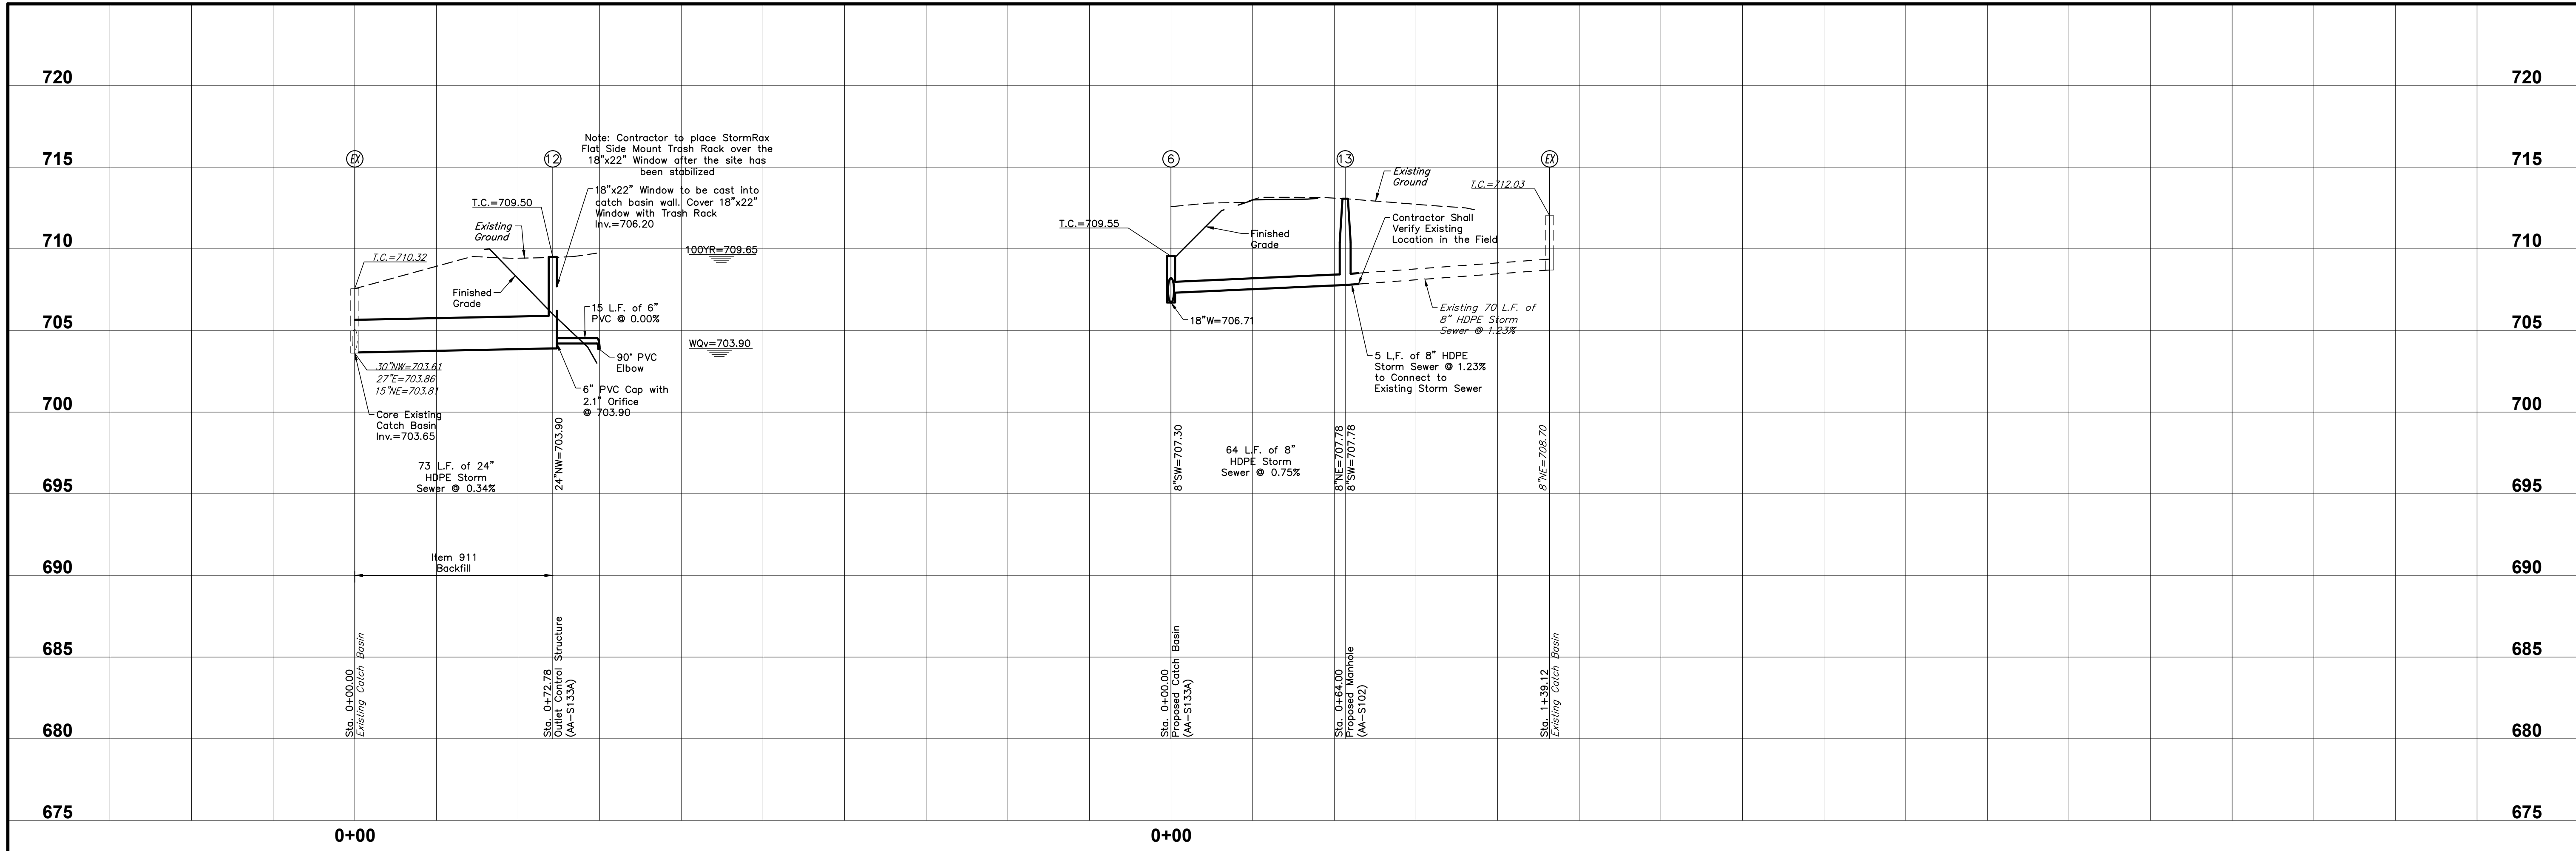 720
720
715
715
710
710
705
705
700
700
695
695
690
690
685
685
680
680
675
675
0+00
0+00
EX
12
Note: Contractor to place StormRax
Flat Side Mount Trash Rack over the
18"x22" Window after the site has
been stabilized
18"x22" Window to be cast into
catch basin wall. Cover 18"x22"
Window with Trash Rack
Inv.=706.20
T.C.=709.50
Existing
Ground
T.C.=710.32
100YR=709.65
Finished
Grade
15 L.F. of 6"
PVC @ 0.00%
WQv=703.90
90° PVC
Elbow
6" PVC Cap with
2.1" Orifice
@ 703.90
30"NW=703.61
27"E=703.86
15"NE=703.81
Core Existing
Catch Basin
Inv.=703.65
24"NW=703.90
73 L.F. of 24"
HDPE Storm
Sewer @ 0.34%
Item 911
Backfill
Sta. 0+00.00
Existing Catch Basin
Sta. 0+72.78
Outlet Control Structure
(AA-S133A)
6
13
EX
Existing
Ground
T.C.=712.03
T.C.=709.55
Finished
Grade
Contractor Shall
Verify Existing
Location in the Field
18"W=706.71
Existing 70 L.F. of
8" HDPE Storm
Sewer @ 1.23%
5 L,F. of 8" HDPE
Storm Sewer @ 1.23%
to Connect to
Existing Storm Sewer
8"SW=707.30
64 L.F. of 8"
HDPE Storm
Sewer @ 0.75%
8"NE=707.78
8"SW=707.78
8"NE=708.70
Sta. 0+00.00
Proposed Catch Basin
(AA-S133A)
Sta. 0+64.00
Proposed Manhole
(AA-S102)
Sta. 1+39.12
Existing Catch Basin